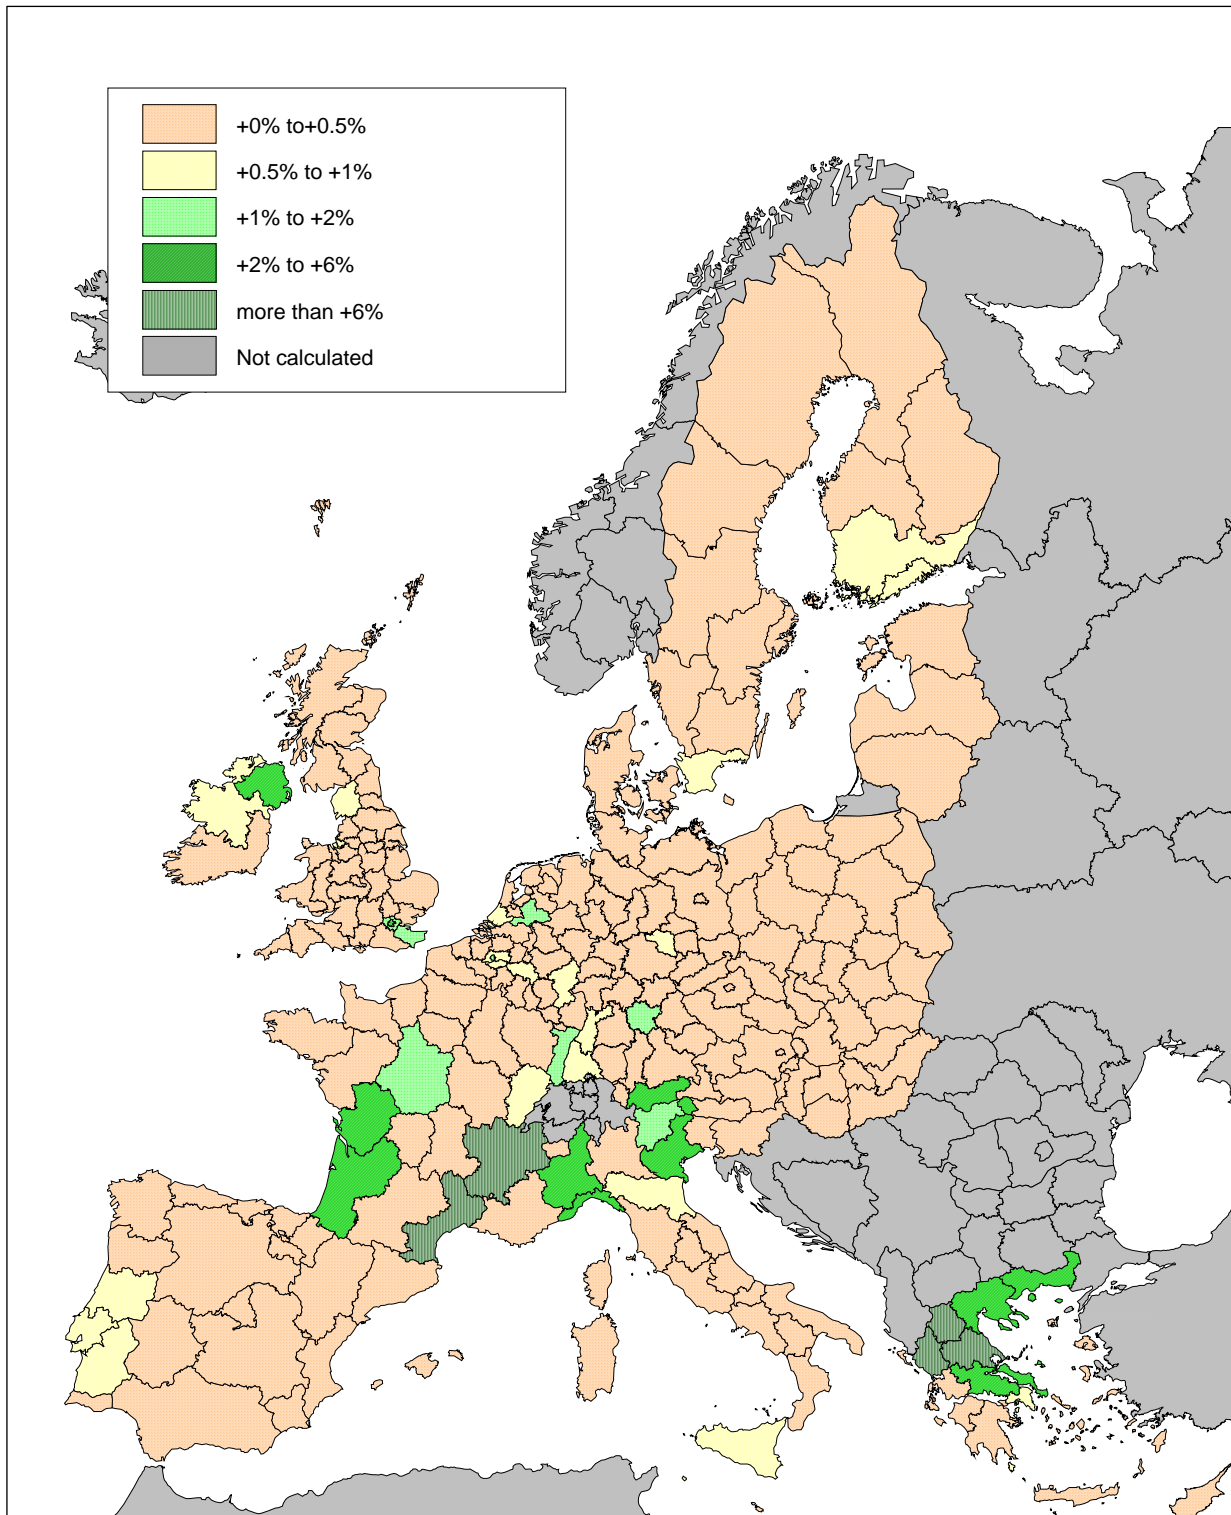 +0% to+0.5%
+0.5% to +1%
+1% to +2%
+2% to +6%
more than +6%
Not calculated